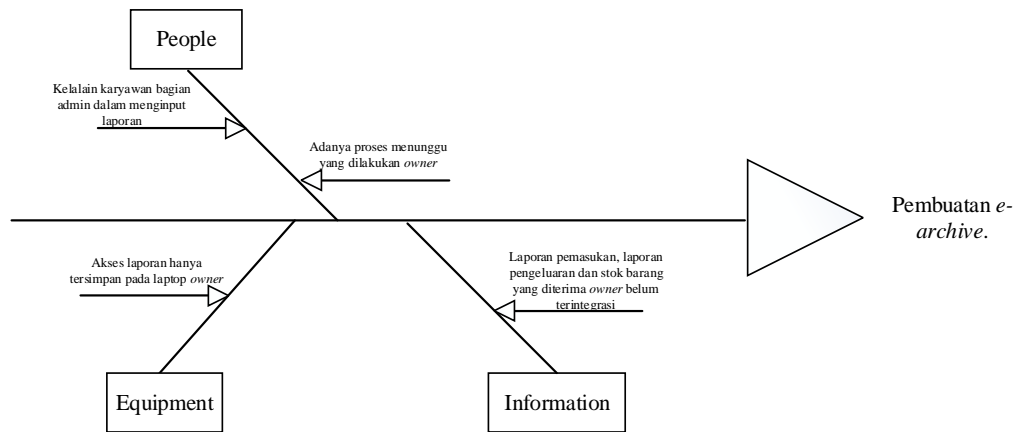 People
Kelalain karyawan bagian
admin dalam menginput
laporan
Adanya proses menunggu
yang dilakukan owner
Pembuatan e-
archive.
Akses laporan hanya
tersimpan pada laptop owner
Laporan pemasukan, laporan
pengeluaran dan stok barang
yang diterima owner belum
terintegrasi
Equipment
Information